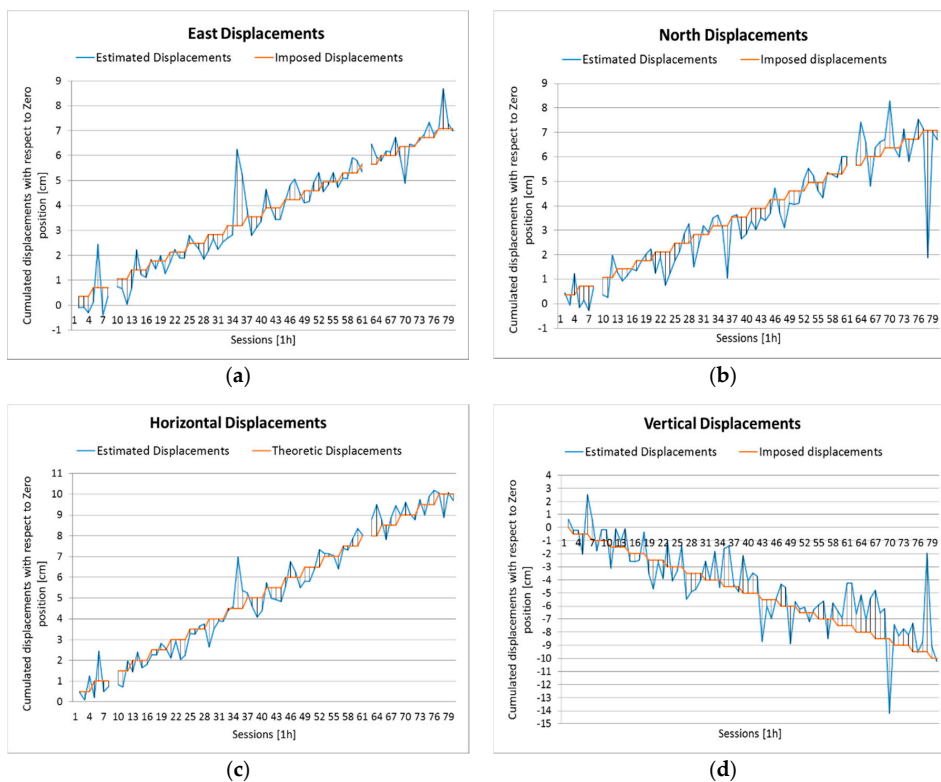 East Displacements
Estimated Displacements Imposed Displacements
Cumulated displacements with respect to Zero
position [cm]
9
8
7
6
5
4
3
2
1
0
-1
1 4 7 10 13 16 19 22 25 28 31 34 37 40 43 46 49 52 55 58 61 64 67 70 73 76 79
Sessions [1h]
(a)
North Displacements
Estimated Displacements Imposed displacements
Cumulated displacements with respect to Zero
position [cm]
9
8
7
6
5
4
3
2
1
0
-1
1 4 7 10 13 16 19 22 25 28 31 34 37 40 43 46 49 52 55 58 61 64 67 70 73 76 79
Sessions [1h]
(b)
Horizontal Displacements
Estimated Displacements Theoretic Displacements
Cumulated displacements with respect to Zero
position [cm]
11
10
9
8
7
6
5
4
3
2
1
0
1 4 7 10 13 16 19 22 25 28 31 34 37 40 43 46 49 52 55 58 61 64 67 70 73 76 79
Sessions [1h]
(c)
Vertical Displacements
Estimated Displacements Imposed displacements
Cumulated displacements with respect to Zero
position [cm]
4
3
2
1
0
-1
-2
-3
-4
-5
-6
-7
-8
-9
-10
-11
-12
-13
-14
-15
1 4 7 10 13 16 19 22 25 28 31 34 37 40 43 46 49 52 55 58 61 64 67 70 73 76 79
Sessions [1h]
(d)